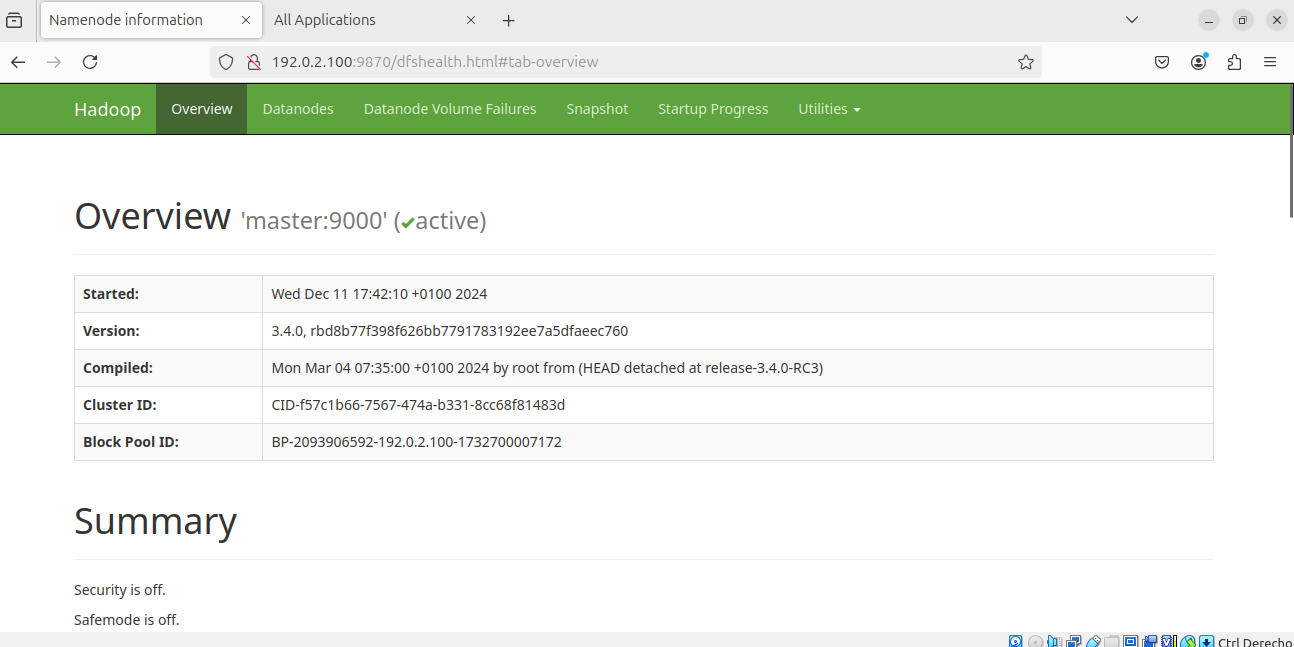 Namenode information
All Applications
192.0.2.100:9870/dfshealth.html#tab-overview
Hadoop Overview Datanodes Datanode Volume Failures Snapshot Startup Progress Utilities
Overview 'master:9000' (✔active)
Started: Wed Dec 11 17:42:10 +0100 2024
Version: 3.4.0, rbd8b77f398f626bb7791783192ee7a5dfaeec760
Compiled: Mon Mar 04 07:35:00 +0100 2024 by root from (HEAD detached at release-3.4.0-RC3)
Cluster ID: CID-f57c1b66-7567-474a-b331-8cc68f81483d
Block Pool ID: BP-2093906592-192.0.2.100-1732700007172
Summary
Security is off.
Safemode is off.
Ctrl Derecho